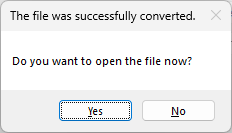 The file was successfully converted.
Do you want to open the file now?
Yes
No